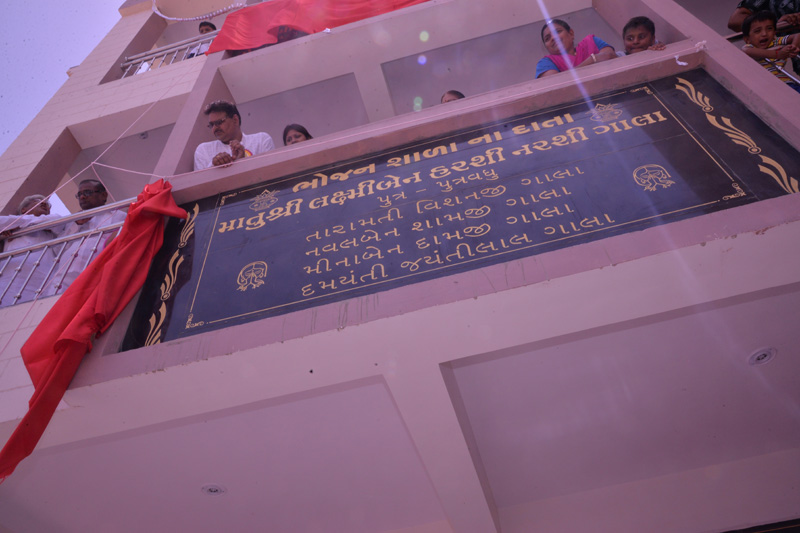 ભોજન શાળા ના દાતા
માતુશ્રી લક્ષ્મીબેન હરશી નરશી ગાલા
પુત્ર - પુત્રવધુ
તારામતી વિશનજી ગાલા
નવલબેન શામજી ગાલા
મીનાબેન દામજી ગાલા
દમયંતી જયંતીલાલ ગાલા